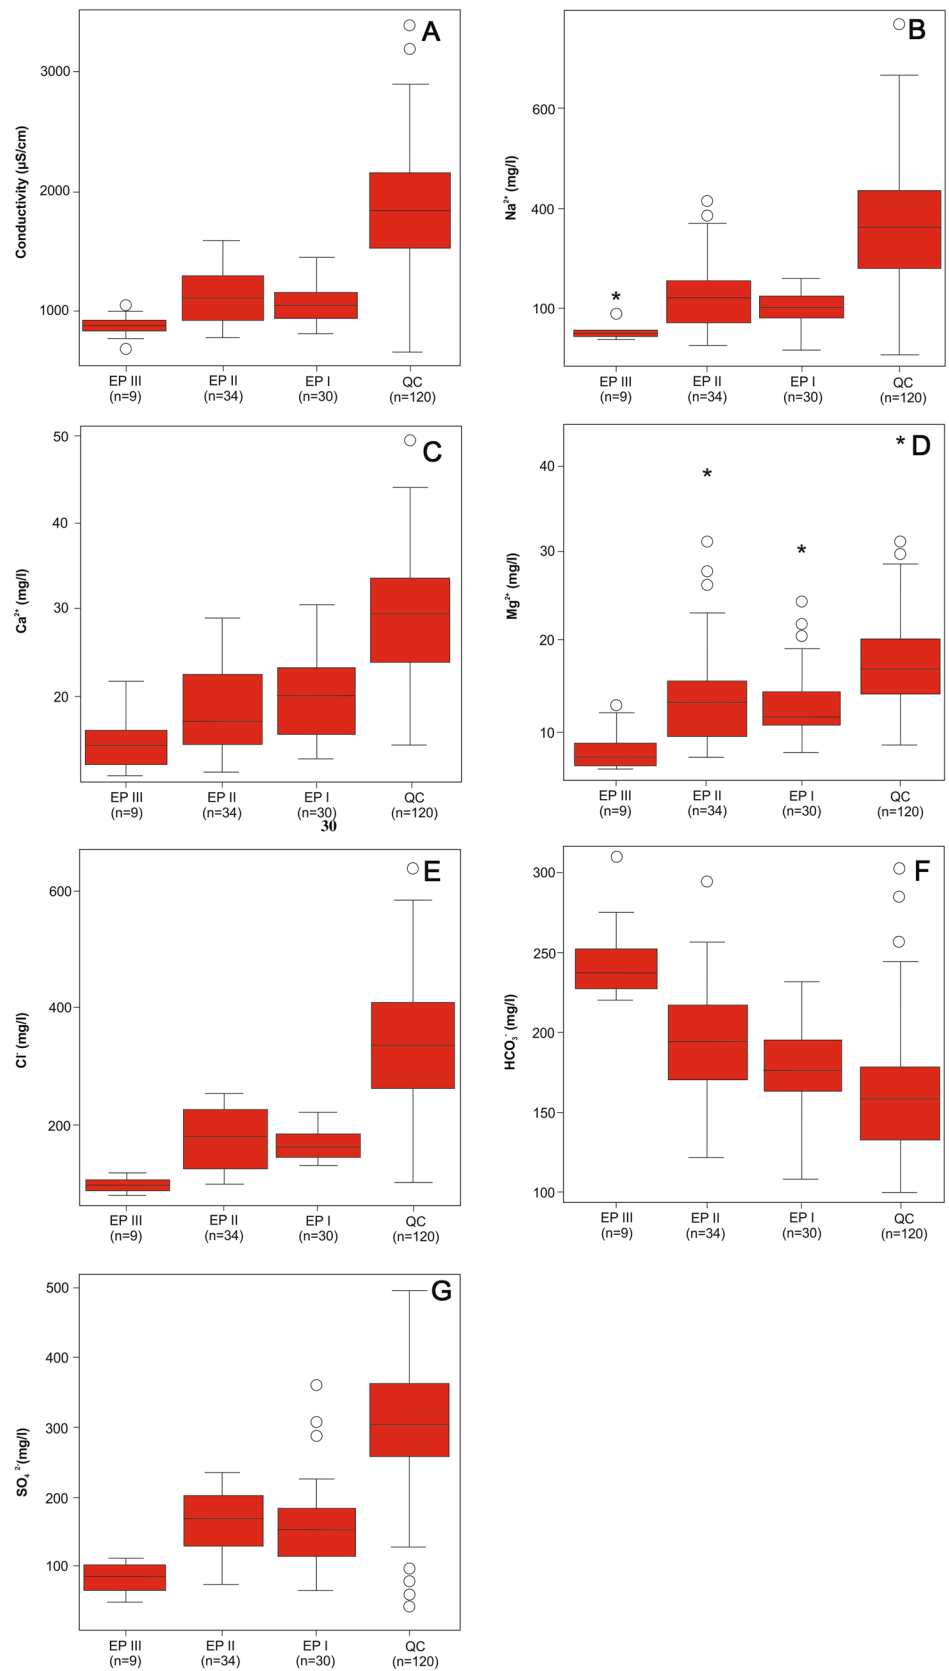 A
3000
2000
1000
Conductivity (µS/cm)
EP III
EP II
EP I
QC
(n=9)
(n=34)
(n=30)
(n=120)
B
600
400
100
Na²⁺ (mg/l)
EP III
EP II
EP I
QC
(n=9)
(n=34)
(n=30)
(n=120)
C
50
40
30
20
Ca²⁺ (mg/l)
EP III
EP II
EP I
QC
(n=9)
(n=34)
(n=30)
(n=120)
30
* D
40
*
*
30
20
10
Mg²⁺ (mg/l)
EP III
EP II
EP I
QC
(n=9)
(n=34)
(n=30)
(n=120)
E
600
400
200
Cl⁻ (mg/l)
EP III
EP II
EP I
QC
(n=9)
(n=34)
(n=30)
(n=120)
F
300
250
200
150
100
HCO₃⁻ (mg/l)
EP III
EP II
EP I
QC
(n=9)
(n=34)
(n=30)
(n=120)
G
500
400
300
200
100
SO₄²⁻(mg/l)
EP III
EP II
EP I
QC
(n=9)
(n=34)
(n=30)
(n=120)